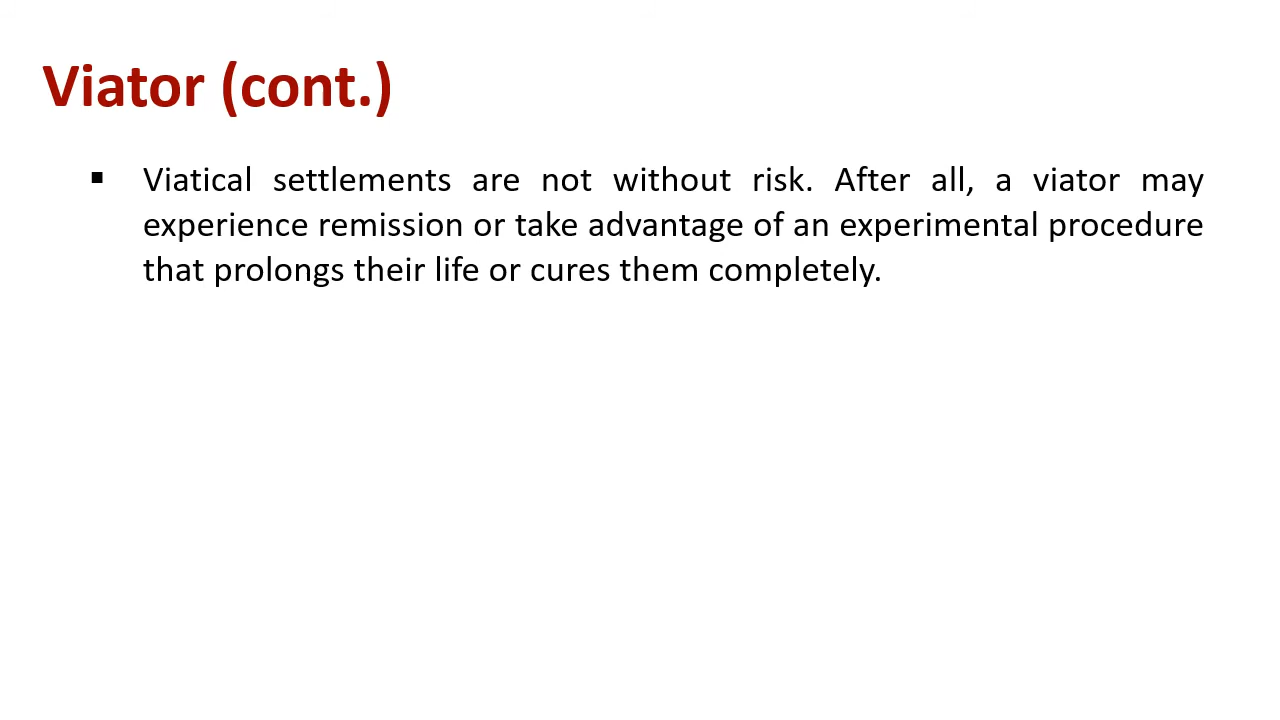 Viator (cont.)
▪ Viatical settlements are not without risk. After all, a viator may
experience remission or take advantage of an experimental procedure
that prolongs their life or cures them completely.